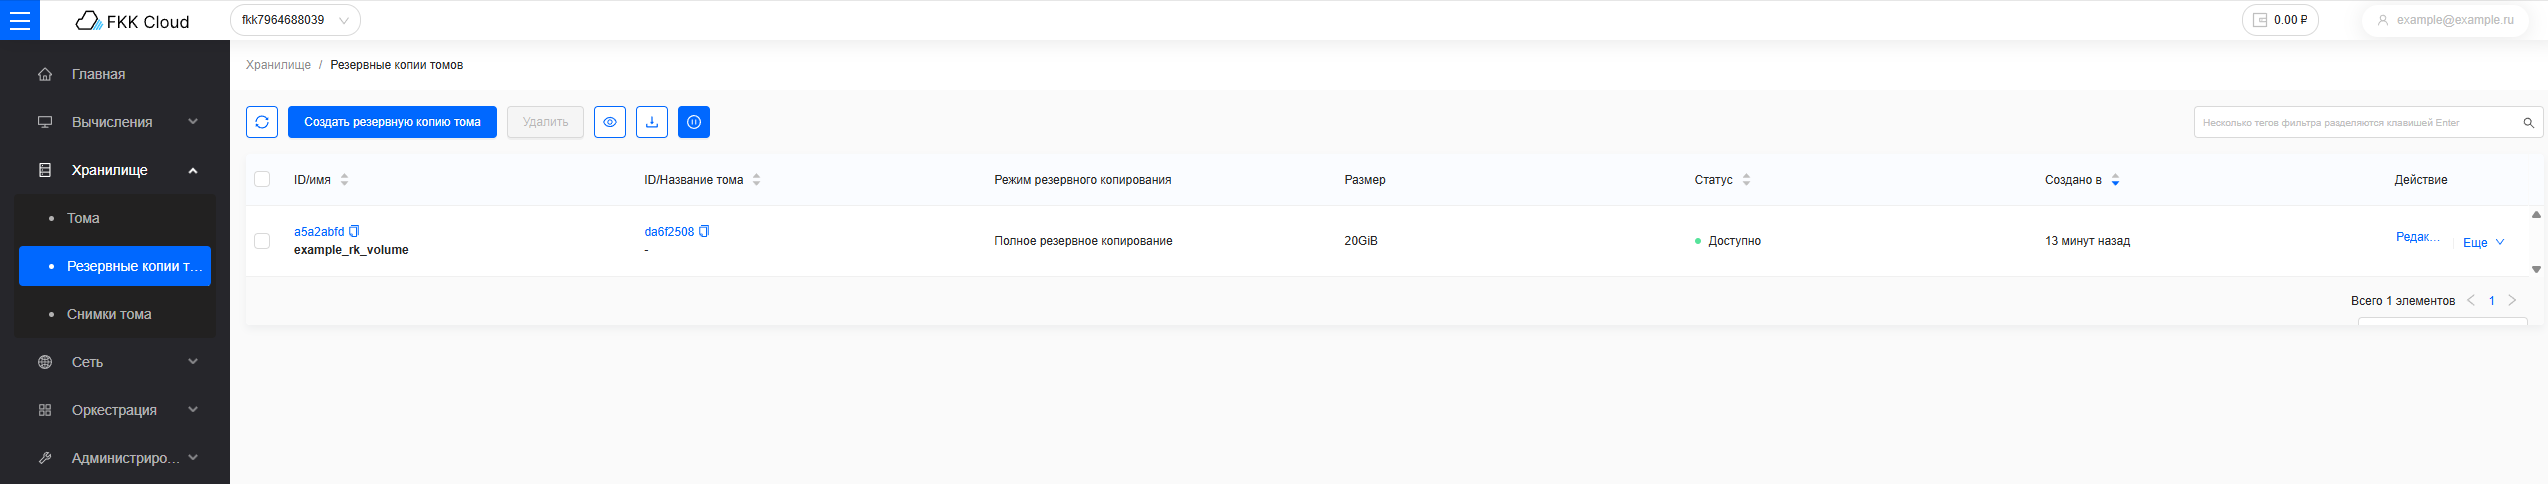 FKK Cloud
fkk7964688039
0.00 ₽
example@example.ru
Главная
Вычисления
Хранилище
Тома
Резервные копии т...
Снимки тома
Сеть
Оркестрация
Администриро...
Хранилище / Резервные копии томов
Создать резервную копию тома
Удалить
Несколько тегов фильтра разделяются клавишей Enter
ID/имя
ID/Название тома
Режим резервного копирования
Размер
Статус
Создано в
Действие
a5a2abfd
example_rk_volume
da6f2508
-
Полное резервное копирование
20GiB
Доступно
13 минут назад
Редак...
Еще
Всего 1 элементов
1